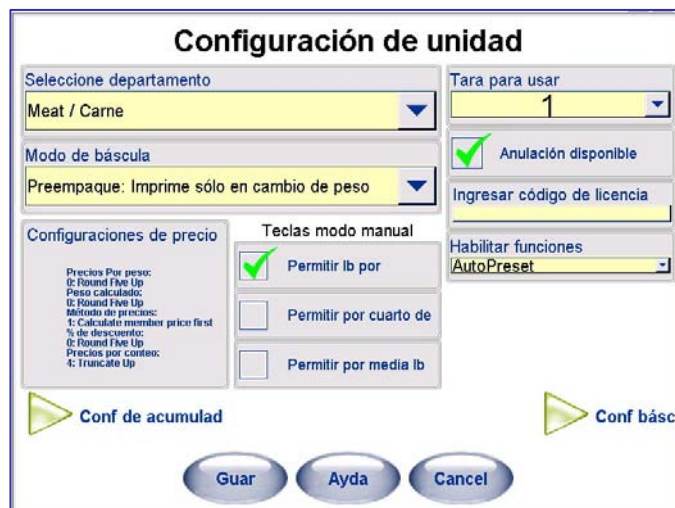 Configuración de unidad
Seleccione departamento
Meat / Carne
Modo de báscula
Preempaque: Imprime sólo en cambio de peso
Tara para usar
1
Anulación disponible
Ingresar código de licencia
Habilitar funciones
AutoPreset
Configuraciones de precio
Precios Por peso:
0: Round Five Up
Peso calculado:
0: Round Five Up
Método de precios:
1: Calculate member price first
% de descuento:
0: Round Five Up
Precios por conteo:
4: Truncate Up
Teclas modo manual
Permitir lb por
Permitir por cuarto de
Permitir por media lb
Conf de acumulad
Conf básc
Guar
Ayda
Cancel